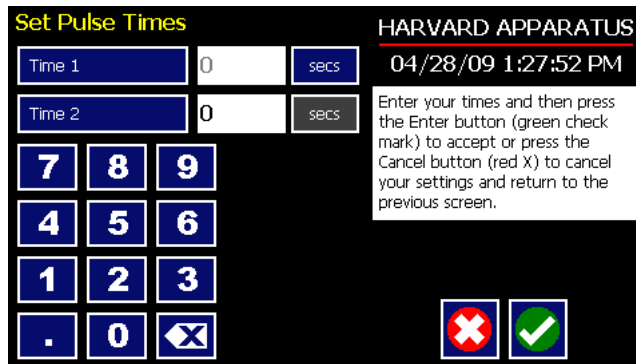 Set Pulse Times
HARVARD APPARATUS
04/28/09 1:27:52 PM
Time 1 0 secs
Time 2 0 secs
Enter your times and then press
the Enter button (green check
mark) to accept or press the
Cancel button (red X) to cancel
your settings and return to the
previous screen.
7 8 9
4 5 6
1 2 3
. 0